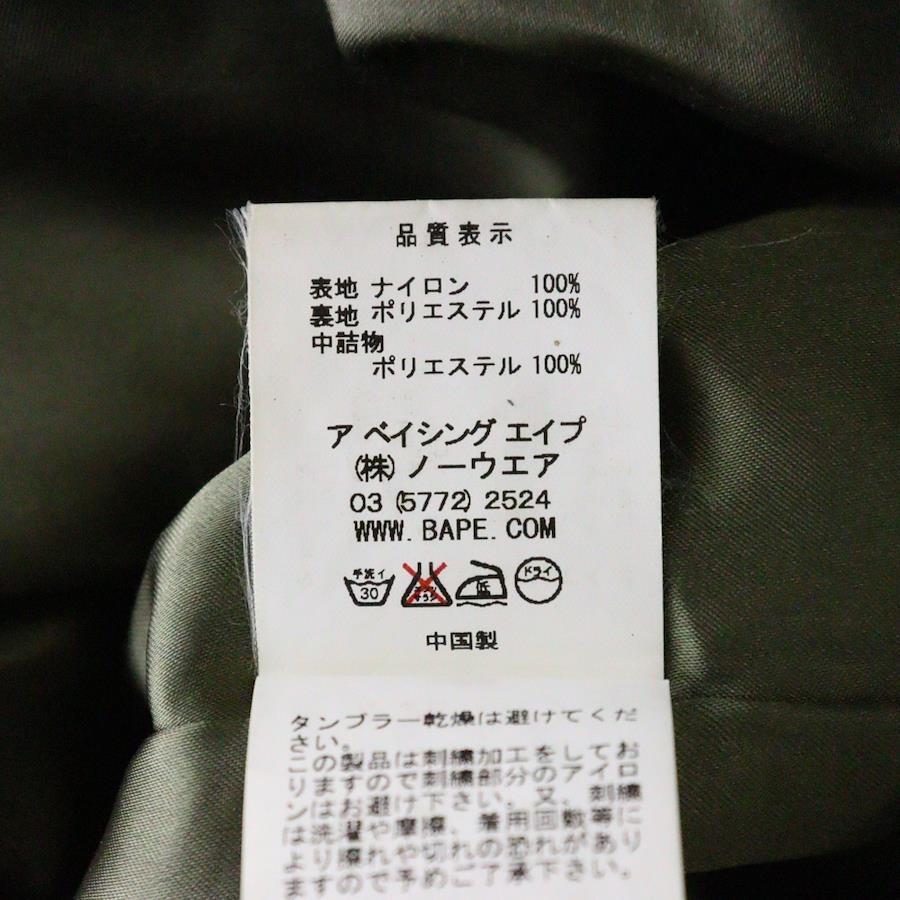 品質表示
表地 ナイロン 100%
裏地 ポリエステル 100%
中詰物
ポリエステル 100%
ア ベイシング エイプ
(株) ノーウエア
03 (5772) 2524
WWW. BAPE. COM
手洗イ ドライ
30 エンソサラシ 低
中国製
タンブラー乾燥は避けてくだ
さい。
この製品は刺繍加工をしてお
りますので刺繍部分のアイロ
ンはお避け下さい。又、刺繍
は洗濯や摩擦、着用回数等に
より擦れや切れの恐れがあり
ますので予めご了承下さい。